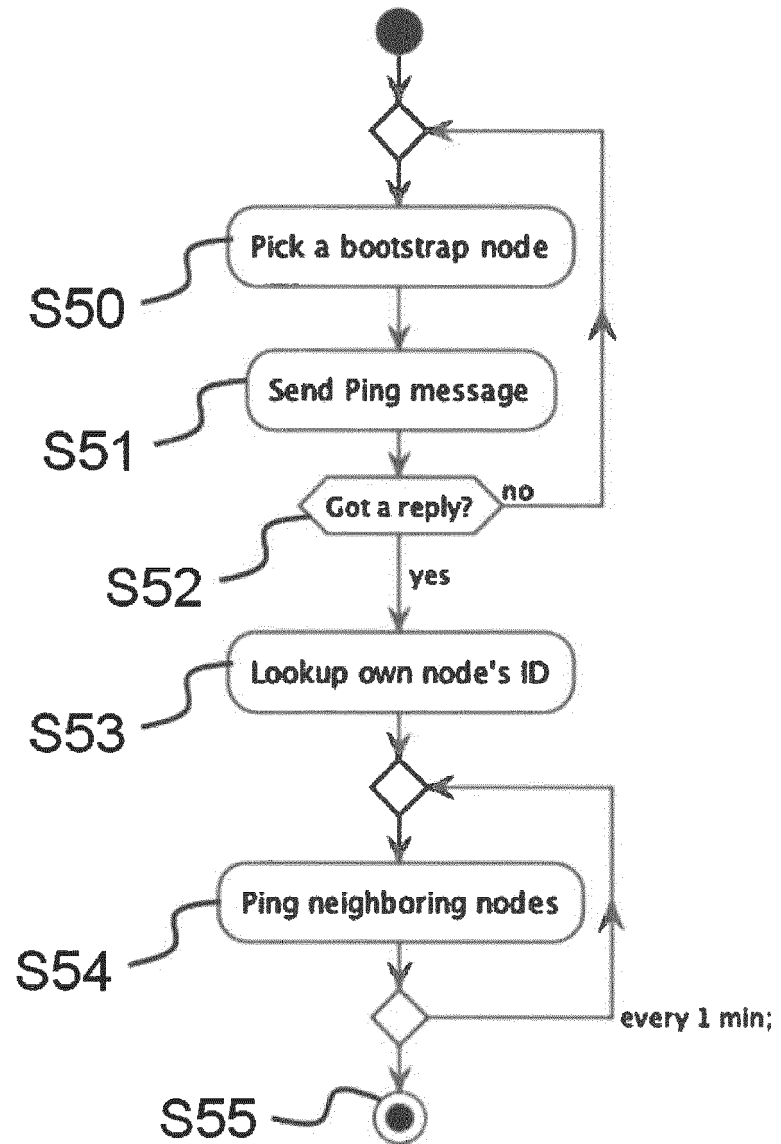 Pick a bootstrap node
S50
Send Ping message
S51
Got a reply?
no
S52
yes
Lookup own node's ID
S53
Ping neighboring nodes
S54
every 1 min;
S55